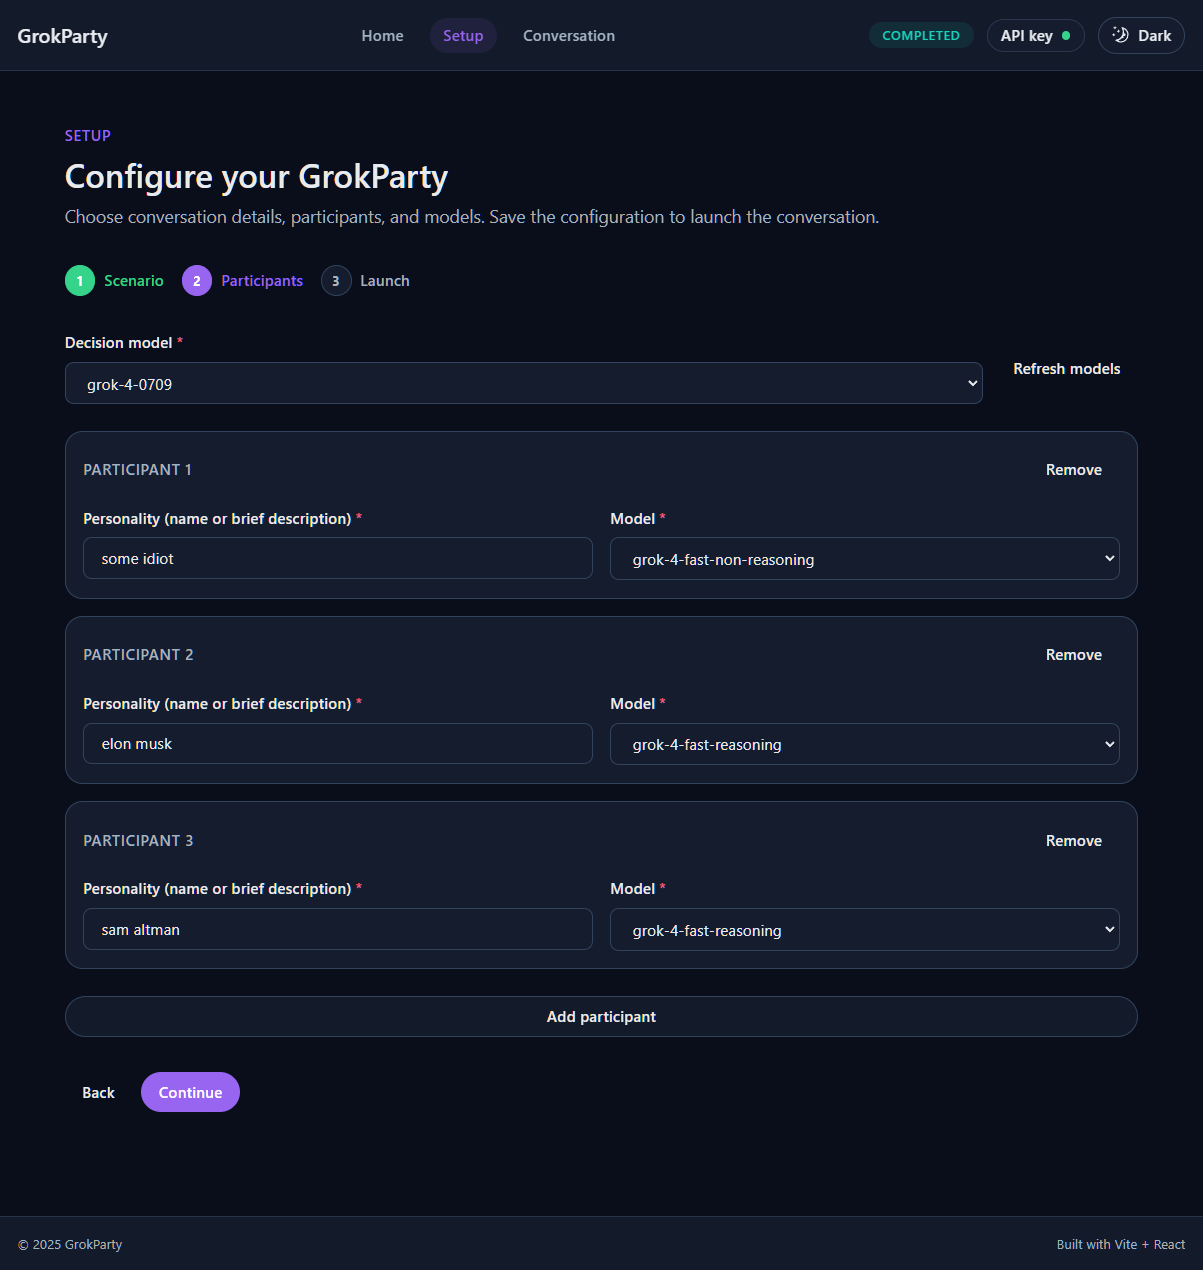 GrokParty
Home
Setup
Conversation
COMPLETED
API key
Dark
SETUP
Configure your GrokParty
Choose conversation details, participants, and models. Save the configuration to launch the conversation.
1 Scenario
2 Participants
3 Launch
Decision model *
grok-4-0709
Refresh models
PARTICIPANT 1
Remove
Personality (name or brief description) *
some idiot
Model *
grok-4-fast-non-reasoning
PARTICIPANT 2
Remove
Personality (name or brief description) *
elon musk
Model *
grok-4-fast-reasoning
PARTICIPANT 3
Remove
Personality (name or brief description) *
sam altman
Model *
grok-4-fast-reasoning
Add participant
Back
Continue
© 2025 GrokParty
Built with Vite + React